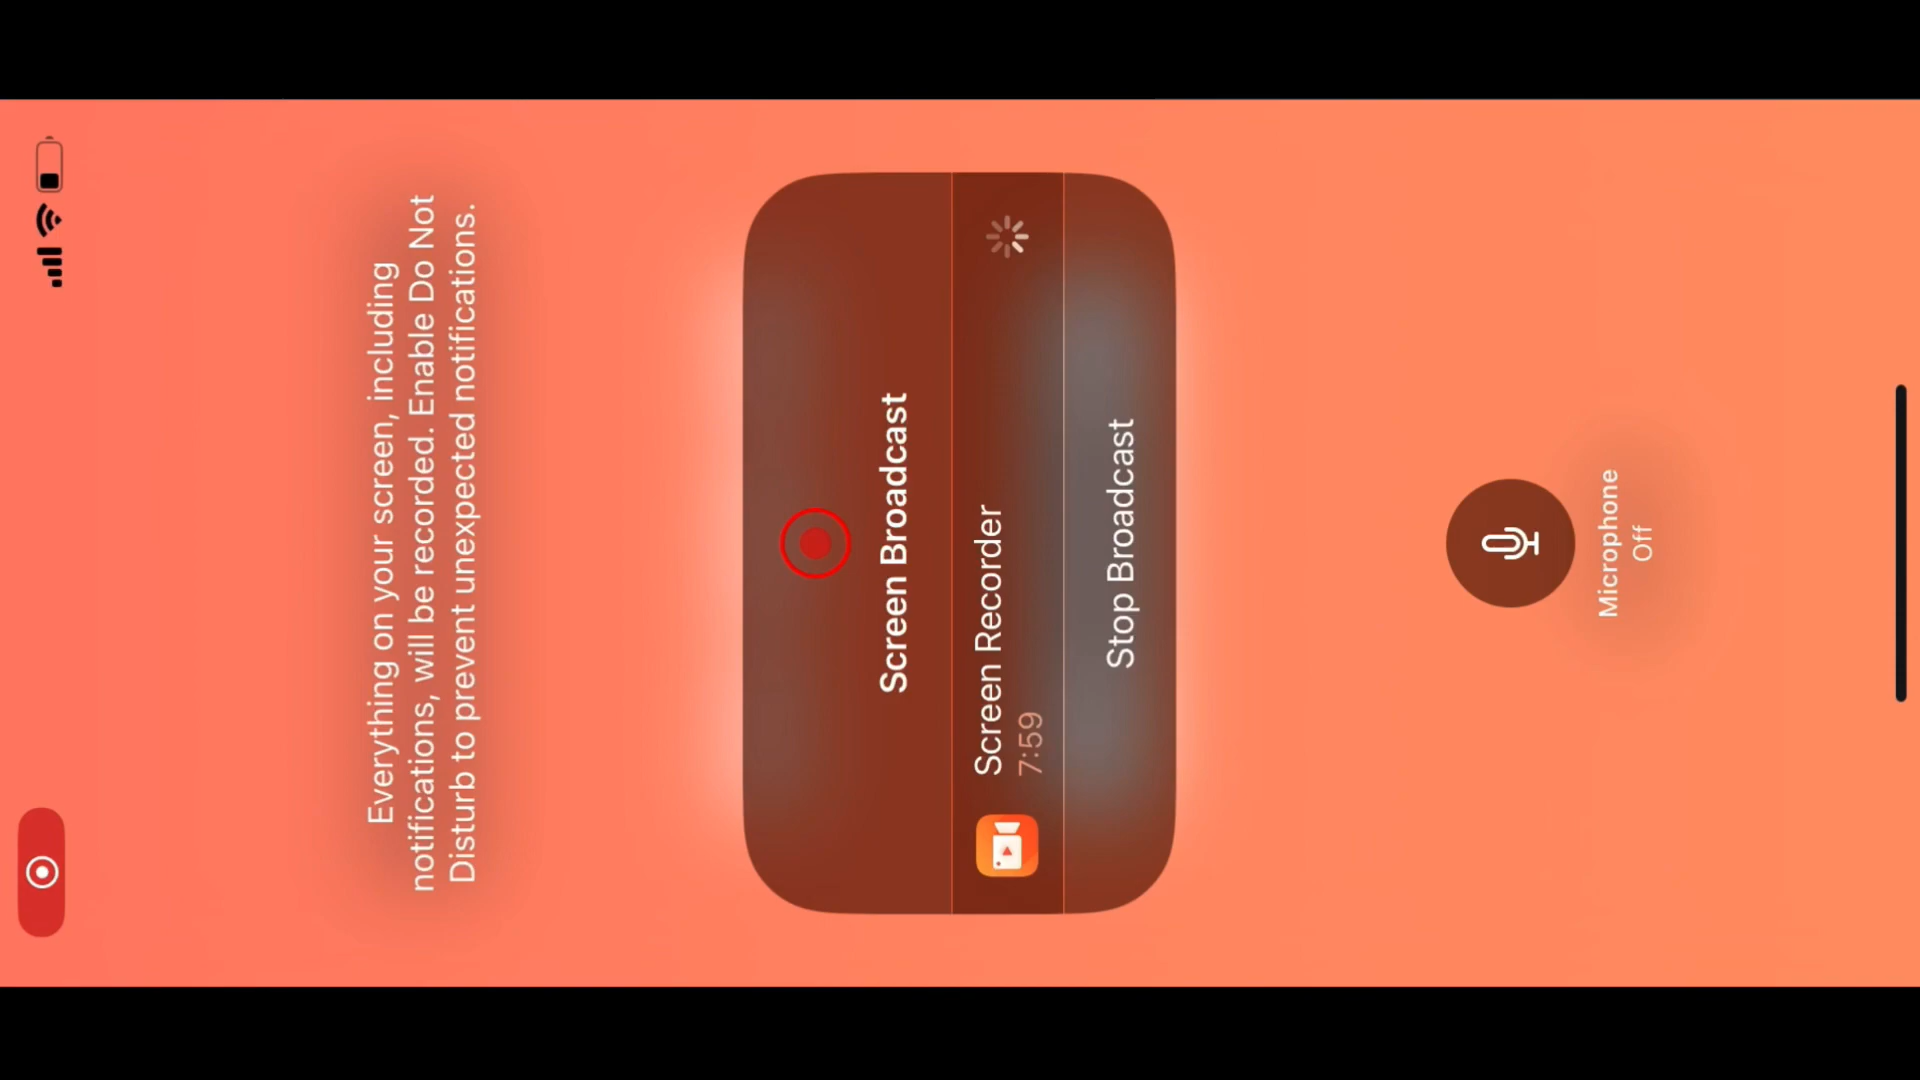 Everything on your screen, including
notifications, will be recorded. Enable Do Not
Disturb to prevent unexpected notifications.
Screen Broadcast
Screen Recorder
7:59
Stop Broadcast
Microphone
Off